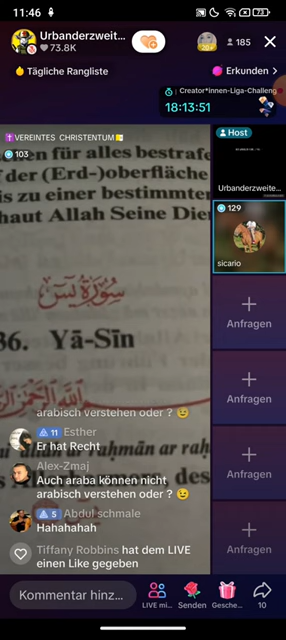 11:46
73
Urbanderzweit...
73.8K
185
Tägliche Rangliste
Erkunden >
Creator*innen-Liga-Challeng
18:13:51
✝️VEREINTES CHRISTENTUM
103
en für alles bestrafe
f der (Erd-)oberfläche
is zu einer bestimmte
haut Allah Seine Die
سُورَةُ يسٓ
36. Yā-Sīn
Host
Urbanderzweite...
129
sicario
Anfragen
Anfragen
Anfragen
Anfragen
arabisch verstehen oder ? 😉
11 Esther
Er hat Recht
Alex-Zmaj
Auch araba können nicht
arabisch verstehen oder ? 😉
5 Abdul schmale
Hahahahah
Tiffany Robbins hat dem LIVE
einen Like gegeben
Kommentar hinz...
LIVE mi...
Senden
Gesche...
10